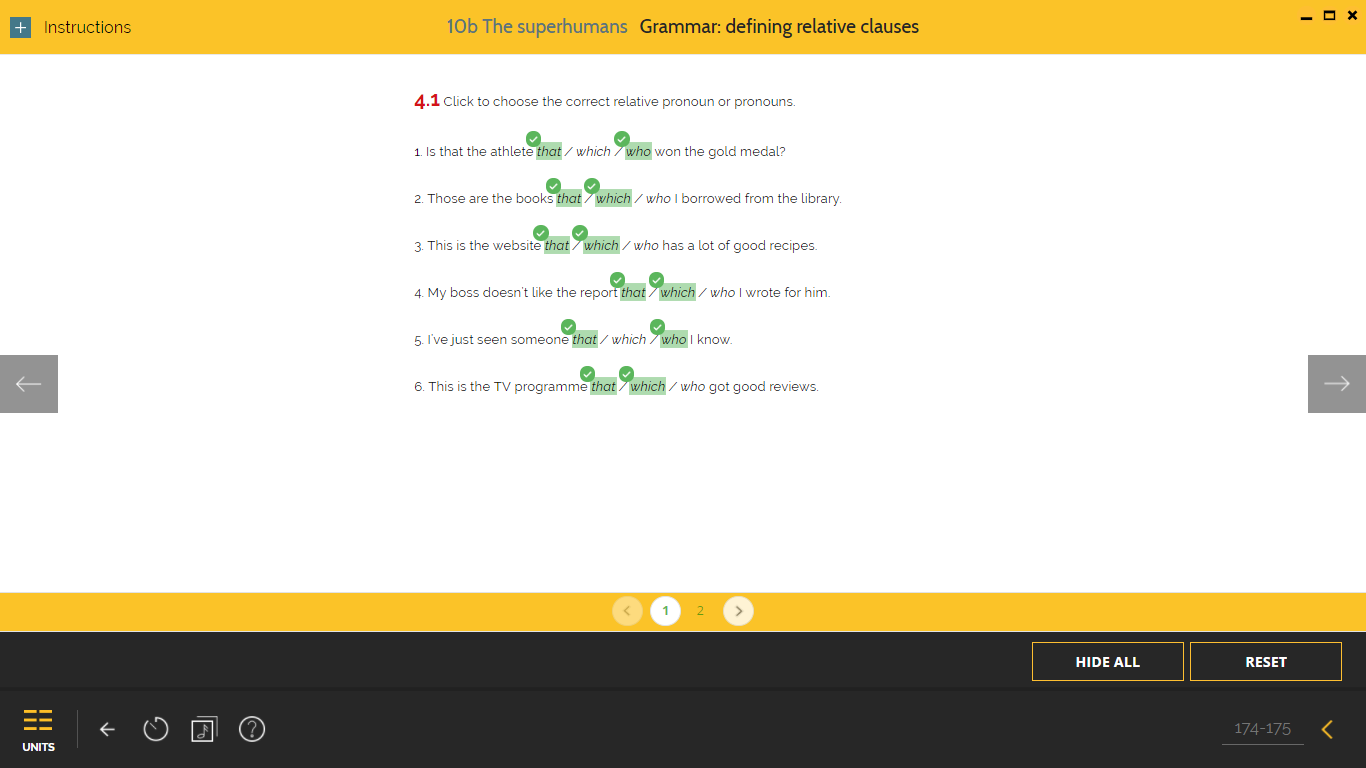 + Instructions
10b The superhumans Grammar: defining relative clauses
4.1 Click to choose the correct relative pronoun or pronouns.
1. Is that the athlete that / which / who won the gold medal?
2. Those are the books that / which / who I borrowed from the library.
3. This is the website that / which / who has a lot of good recipes.
4. My boss doesn't like the report that / which / who I wrote for him.
5. I've just seen someone that / which / who I know.
6. This is the TV programme that / which / who got good reviews.
1 2
HIDE ALL RESET
UNITS
174-175